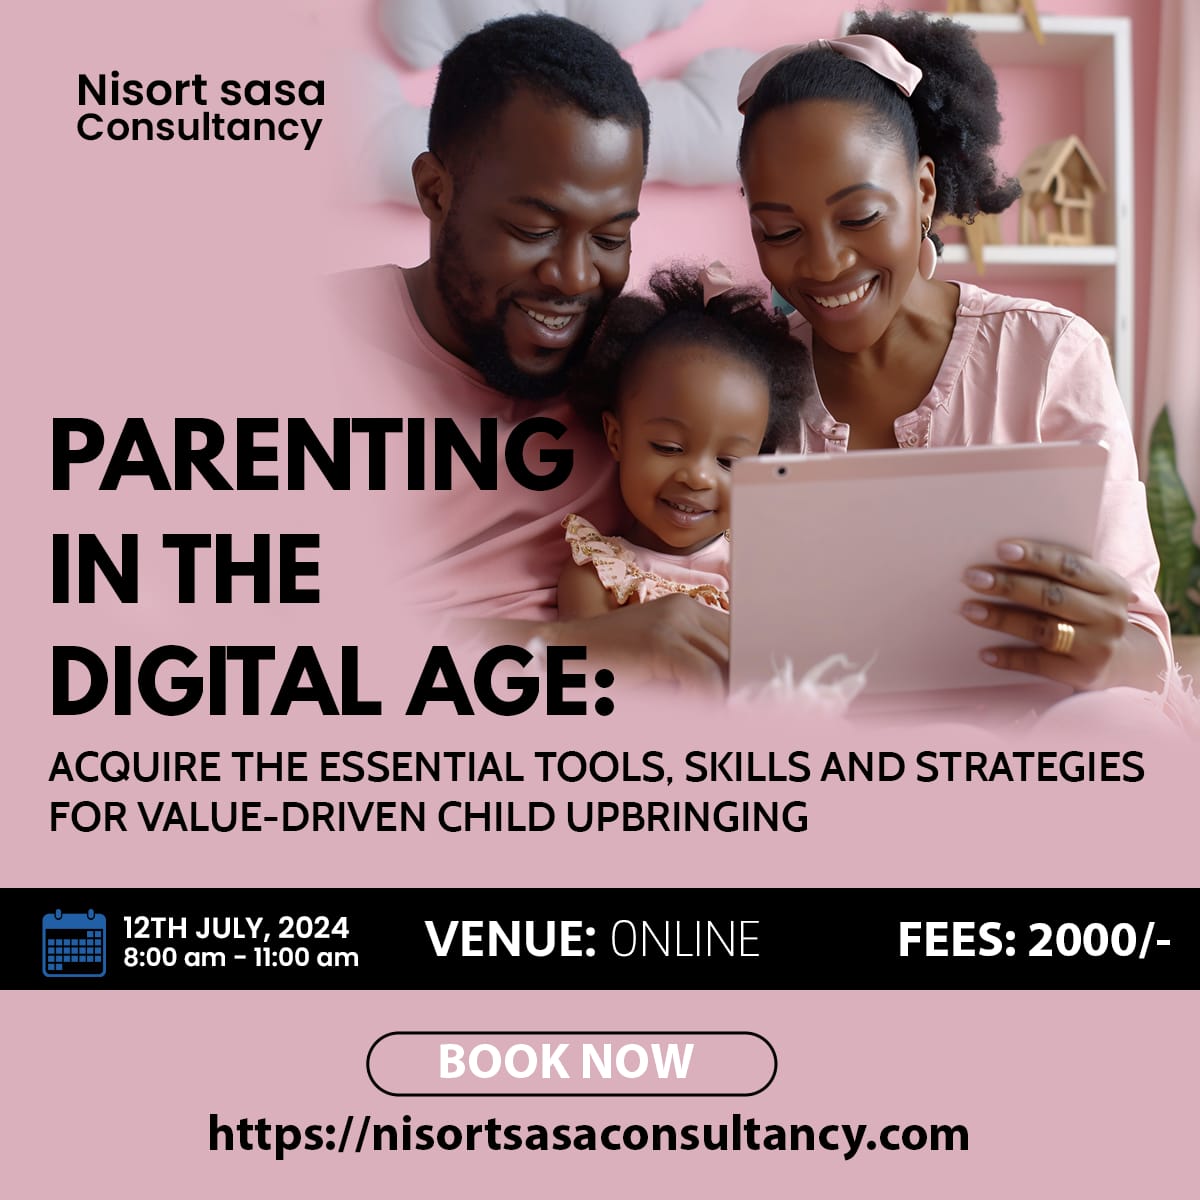 Nisort sasa
Consultancy
PARENTING
IN THE
DIGITAL AGE:
ACQUIRE THE ESSENTIAL TOOLS, SKILLS AND STRATEGIES
FOR VALUE-DRIVEN CHILD UPBRINGING
12TH JULY, 2024
8:00 am - 11:00 am
VENUE: ONLINE
FEES: 2000/-
BOOK NOW
https://nisortsasaconsultancy.com